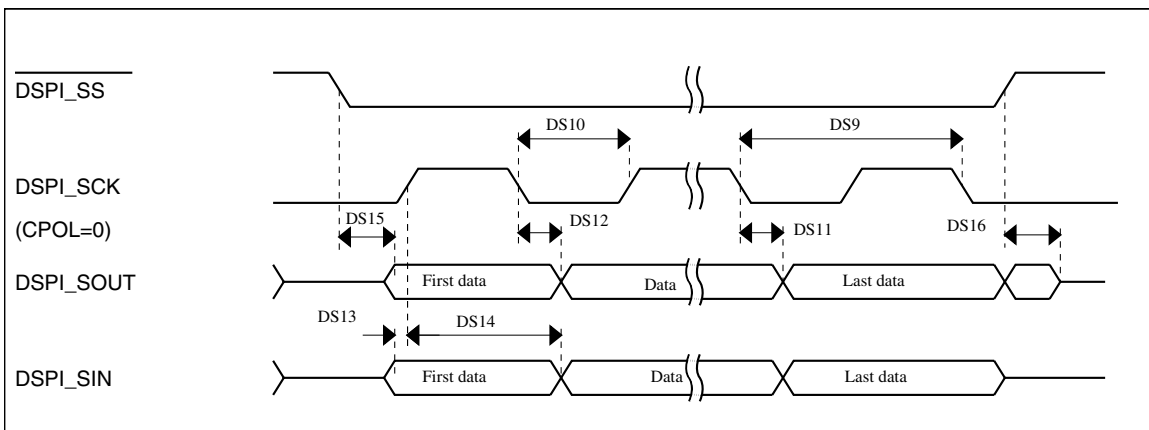 DSPI_SS
DS10
DS9
DSPI_SCK
(CPOL=0)
DS15
DS12
DS11
DS16
DSPI_SOUT
First data
Data
Last data
DS13
DS14
DSPI_SIN
First data
Data
Last data